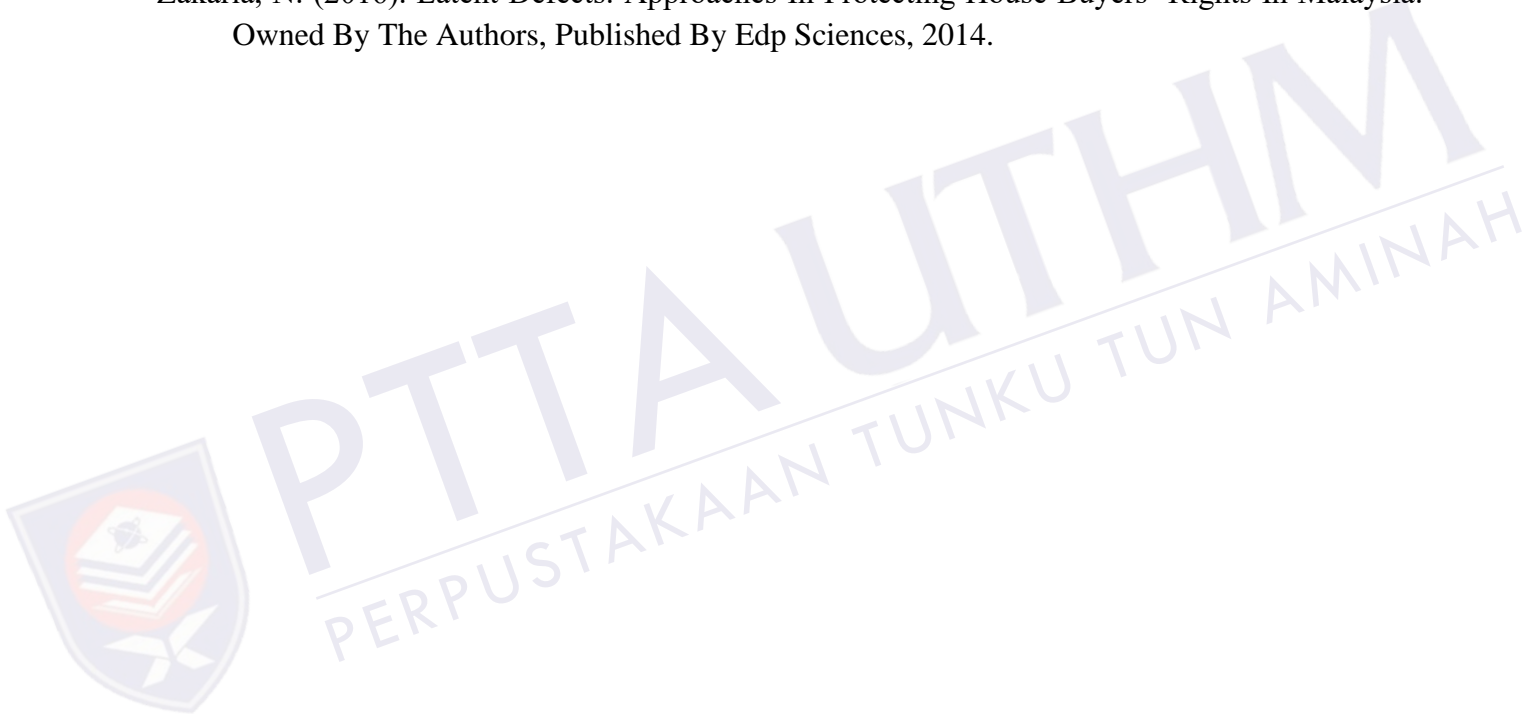 Zakaria, N. (2016). Latent Defects: Approaches In Protecting House Buyers' Rights In Malaysia.
Owned By The Authors, Published By Edp Sciences, 2014.
PTTA UTHM
PERPUSTAKAAN TUNKU TUN AMINAH